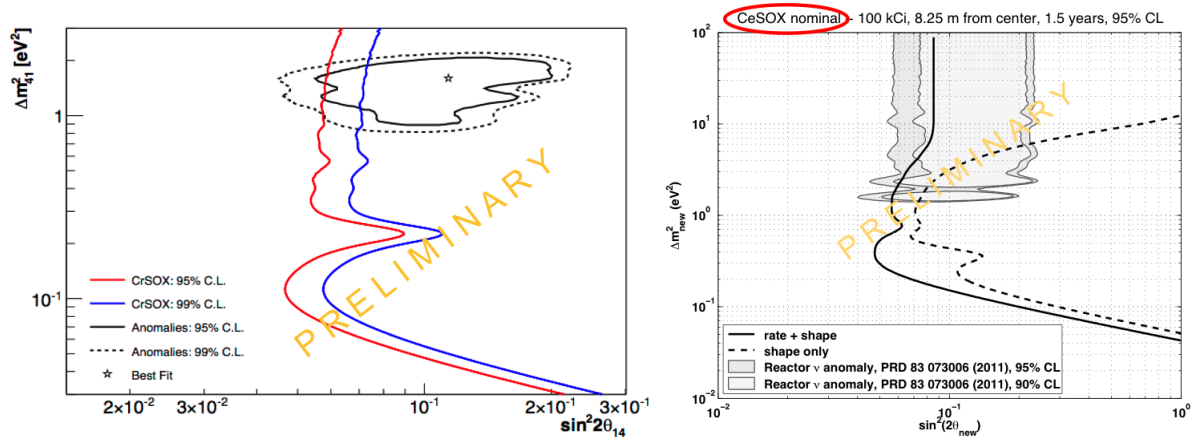 Δm²₄₁ [eV²]
1
10⁻¹
CrSOX: 95% C.L.
CrSOX: 99% C.L.
Anomalies: 95% C.L.
Anomalies: 99% C.L.
Best Fit
PRELIMINARY
2×10⁻² 3×10⁻² 10⁻¹ 2×10⁻¹ 3×10⁻¹
sin²2θ₁₄
CeSOX nominal - 100 kCi, 8.25 m from center, 1.5 years, 95% CL
Δm²new (eV²)
10²
10¹
10⁰
10⁻¹
10⁻²
PRELIMINARY
rate + shape
shape only
Reactor ν anomaly, PRD 83 073006 (2011), 95% CL
Reactor ν anomaly, PRD 83 073006 (2011), 90% CL
10⁻² 10⁻¹ 10⁰
sin²(2θnew)